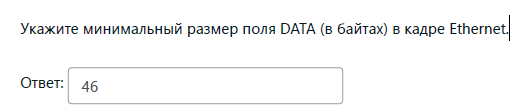 Укажите минимальный размер поля DATA (в байтах) в кадре Ethernet.
Ответ: 46